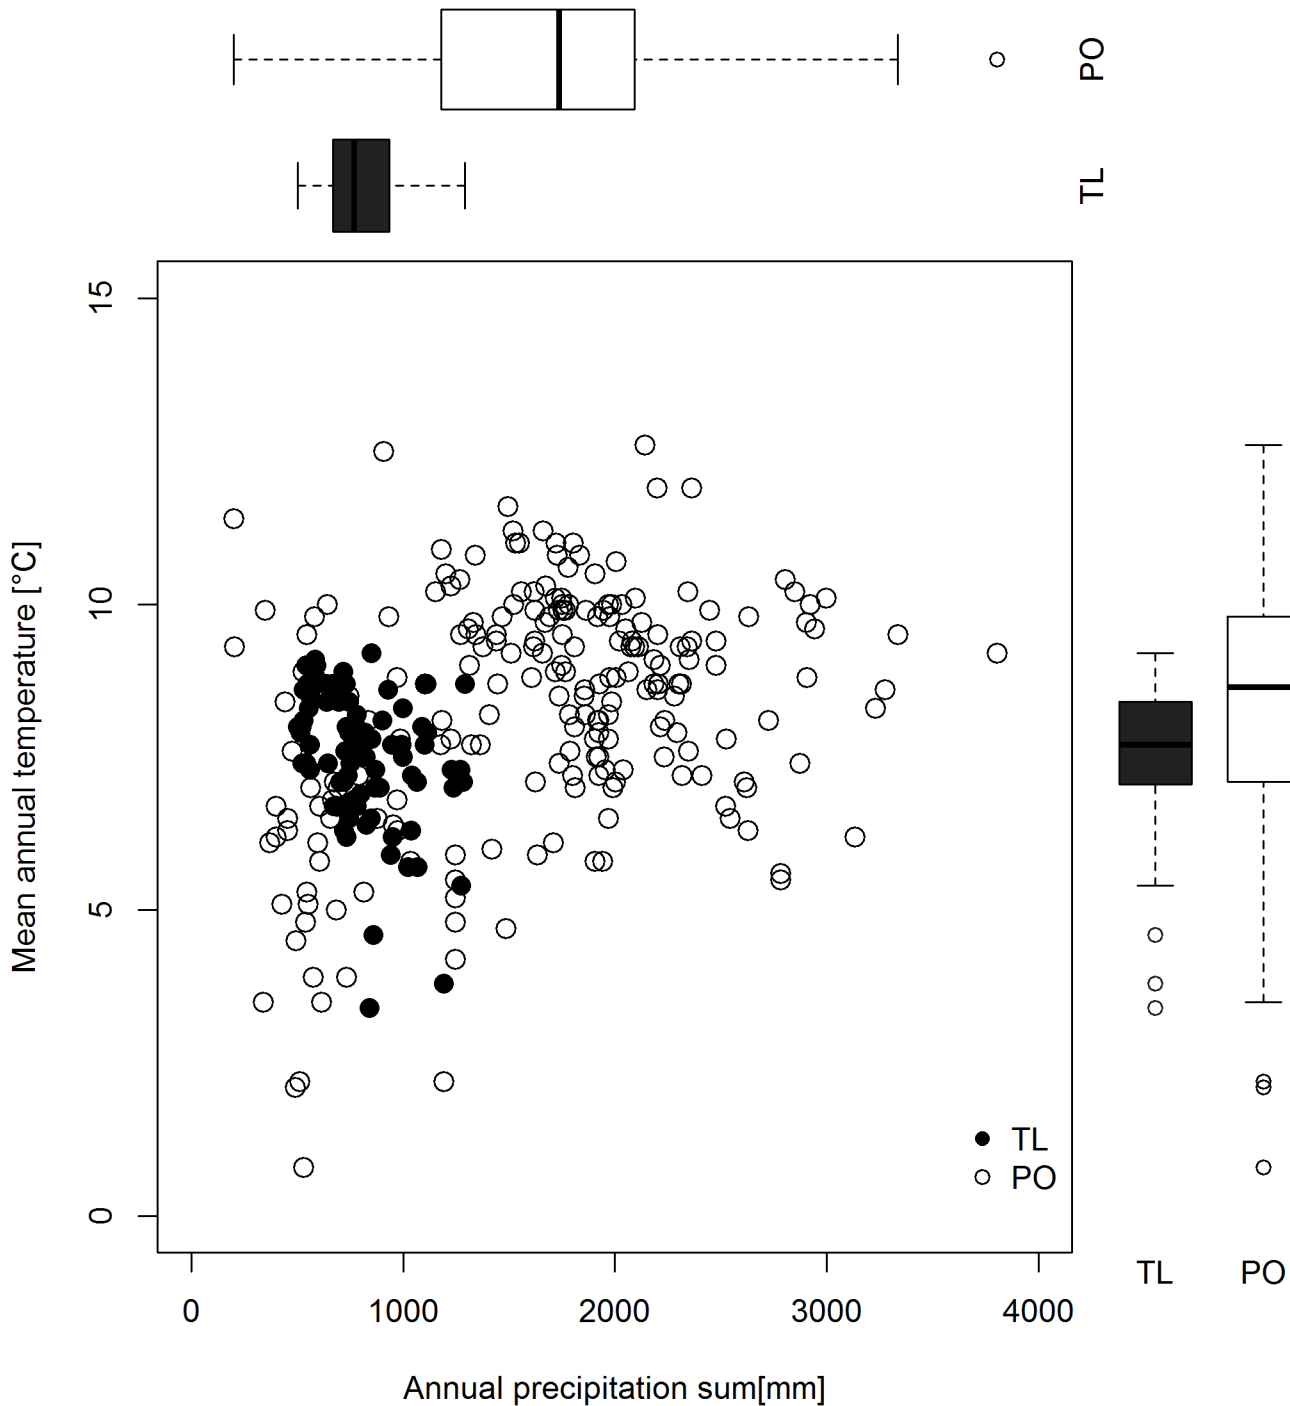 PO
TL
15
10
5
0
Mean annual temperature [°C]
TL
PO
TL
PO
0
1000
2000
3000
4000
Annual precipitation sum[mm]